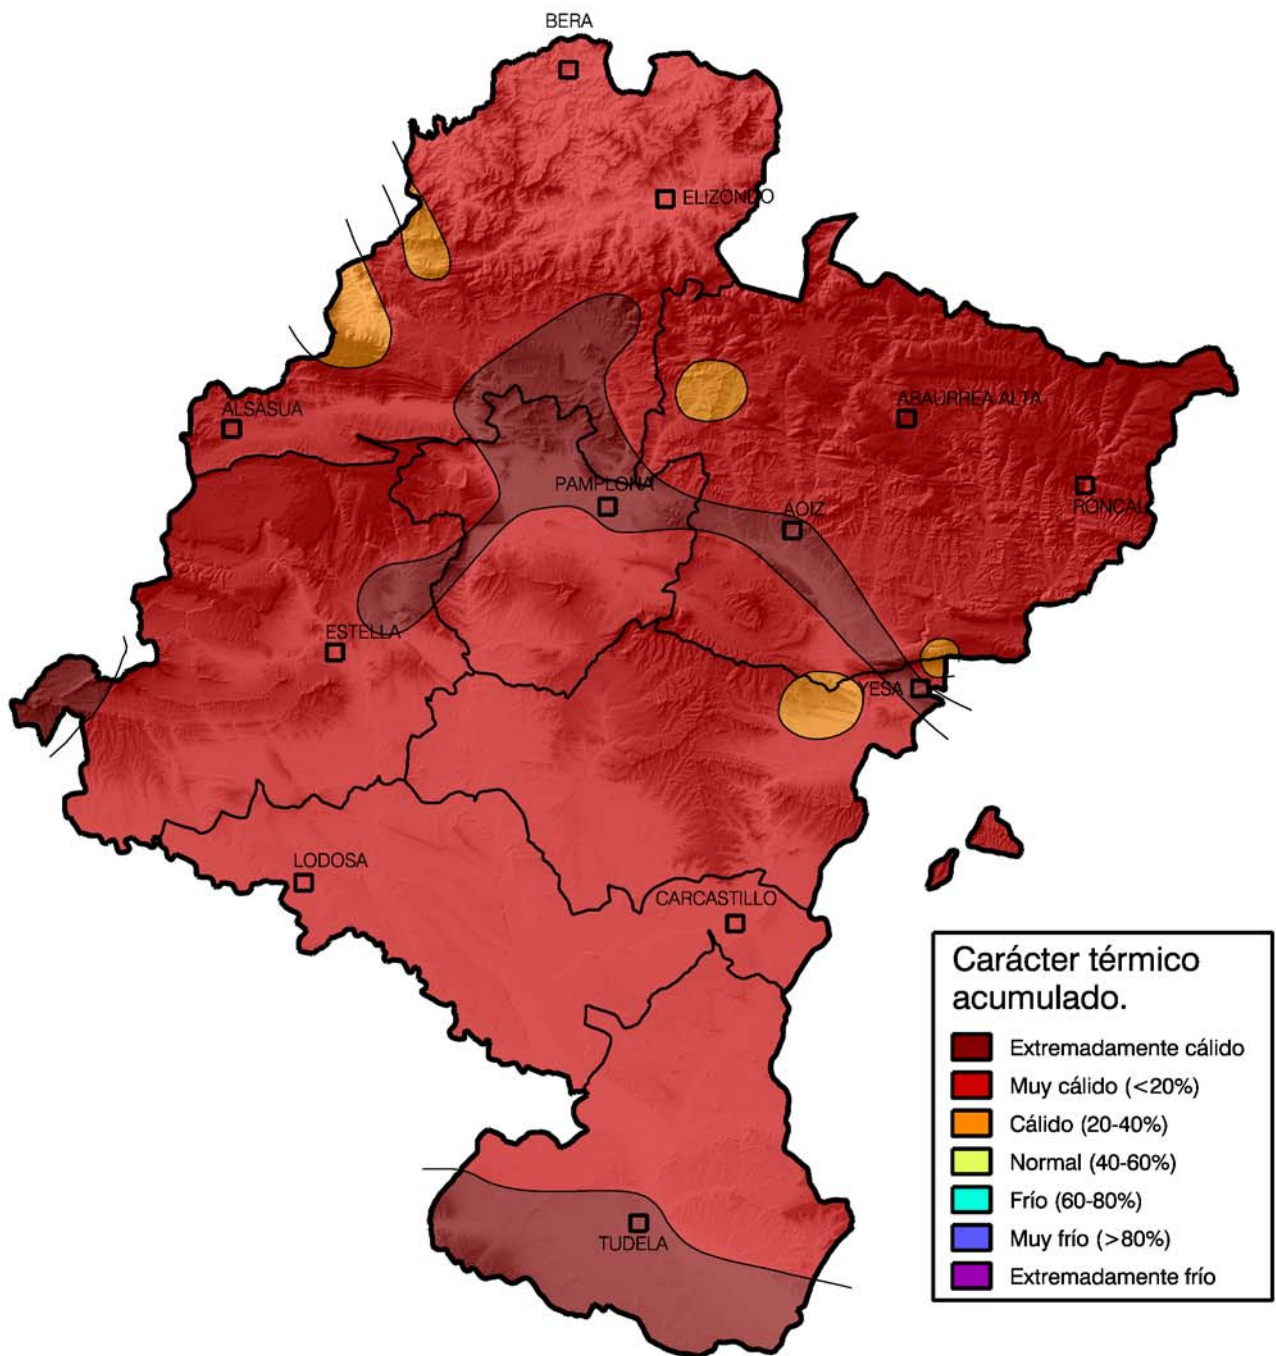 BERA
ELIZONDO
ABAURREA ALTA
ALSASUA
PAMPLONA
RONCAL
AOIZ
ESTELLA
YESA
LODOSA
CARCASTILLO
TUDELA
Carácter térmico
acumulado.
Extremadamente cálido
Muy cálido (<20%)
Cálido (20-40%)
Normal (40-60%)
Frío (60-80%)
Muy frío (>80%)
Extremadamente frío